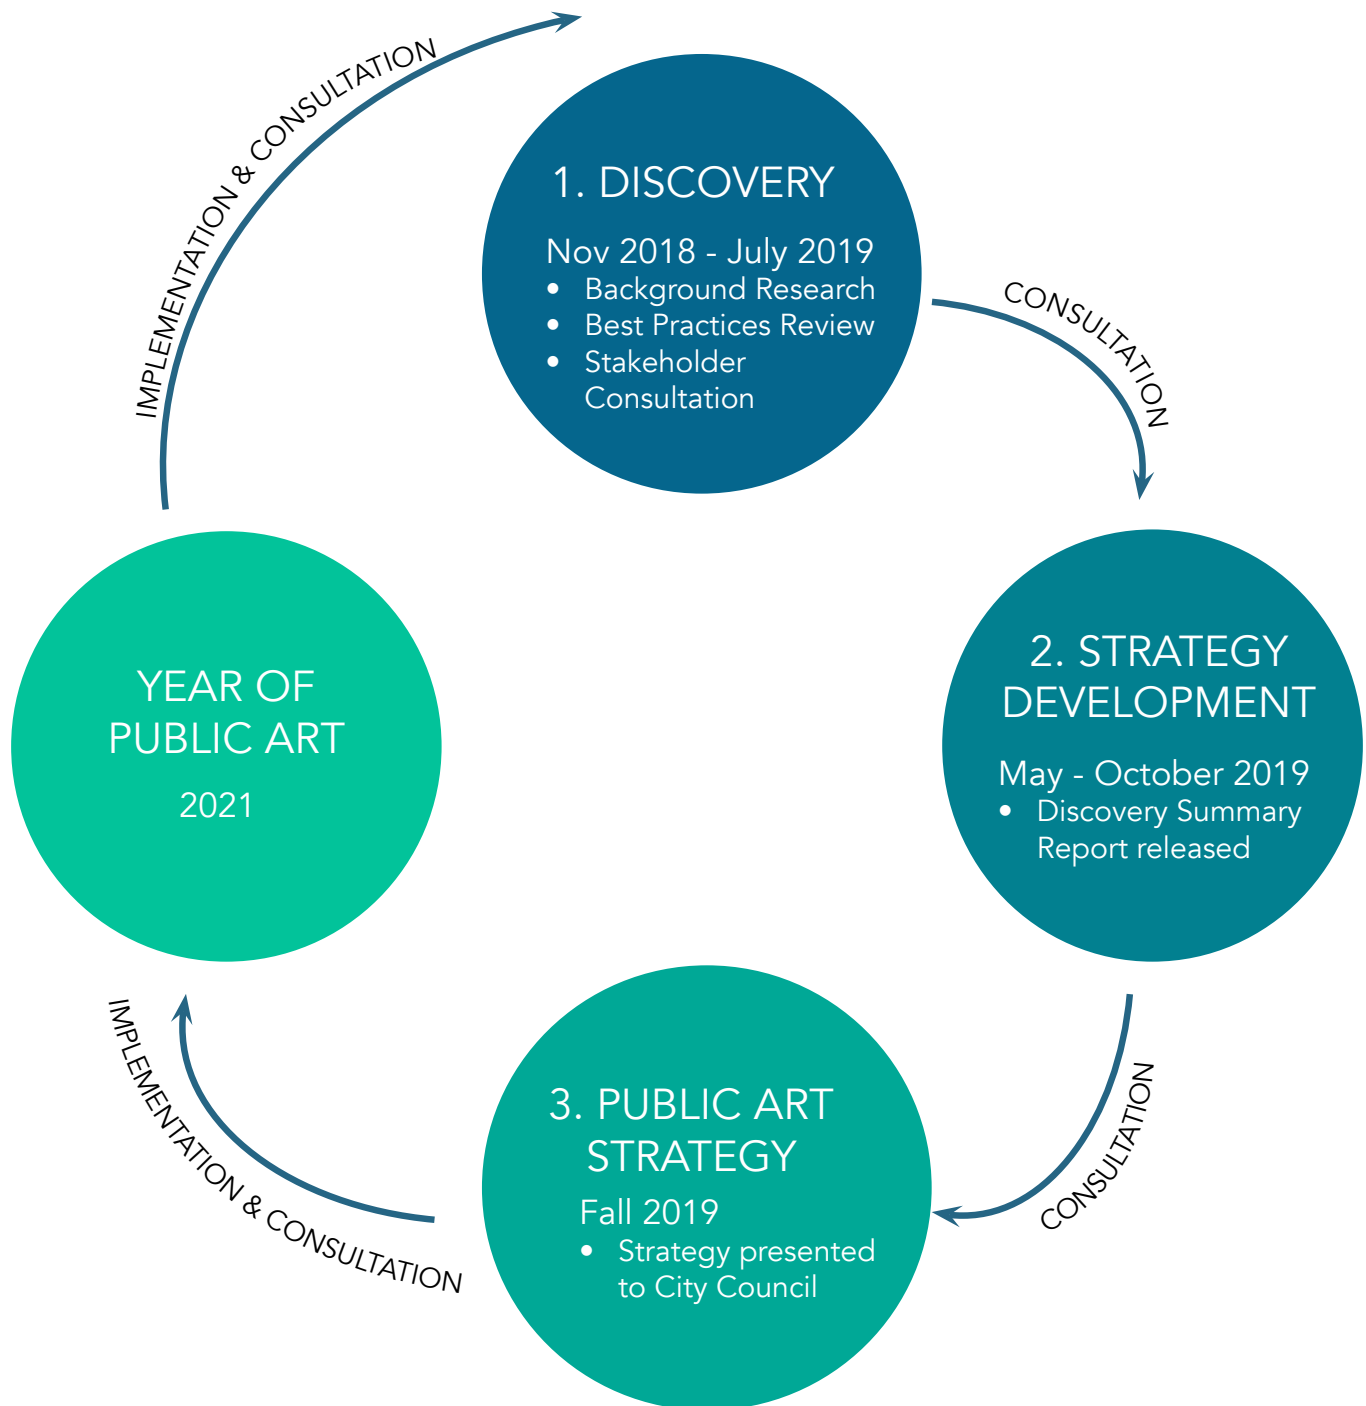 IMPLEMENTATION & CONSULTATION
1. DISCOVERY
Nov 2018 - July 2019
• Background Research
• Best Practices Review
• Stakeholder
Consultation
CONSULTATION
2. STRATEGY
DEVELOPMENT
May - October 2019
• Discovery Summary
Report released
CONSULTATION
3. PUBLIC ART
STRATEGY
Fall 2019
• Strategy presented
to City Council
IMPLEMENTATION & CONSULTATION
YEAR OF
PUBLIC ART
2021